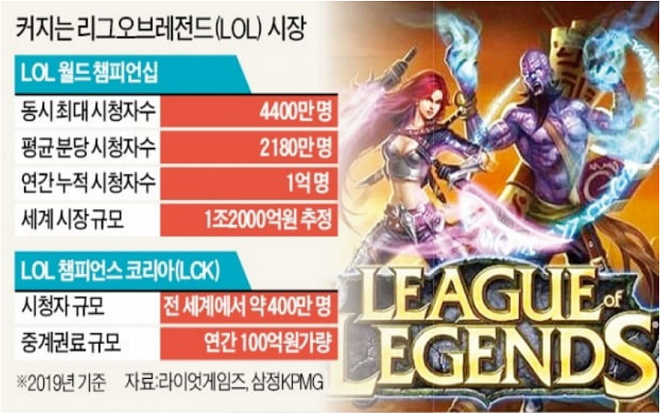 커지는 리그오브레전드(LOL) 시장
LOL 월드 챔피언십
동시 최대 시청자수 4400만 명
평균 분당 시청자수 2180만 명
연간 누적 시청자수 1억 명
세계 시장 규모 1조2000억원 추정
LOL 챔피언스 코리아(LCK)
시청자 규모 전 세계에서 약 400만 명
중계권료 규모 연간 100억원가량
※2019년 기준 자료:라이엇게임즈, 삼정KPMG
LEAGUE of
LEGENDS